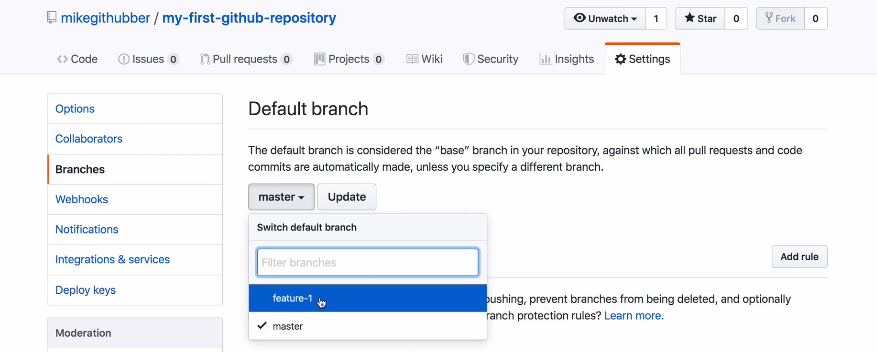 mikegithubber / my-first-github-repository
Unwatch 1 Star 0 Fork 0
Code Issues 0 Pull requests 0 Projects 0 Wiki Security Insights Settings
Options
Collaborators
Branches
Webhooks
Notifications
Integrations & services
Deploy keys
Moderation
Default branch
The default branch is considered the “base” branch in your repository, against which all pull requests and code
commits are automatically made, unless you specify a different branch.
master Update
Switch default branch
Filter branches
feature-1
master
Add rule
pushing, prevent branches from being deleted, and optionally
ranch protection rules? Learn more.